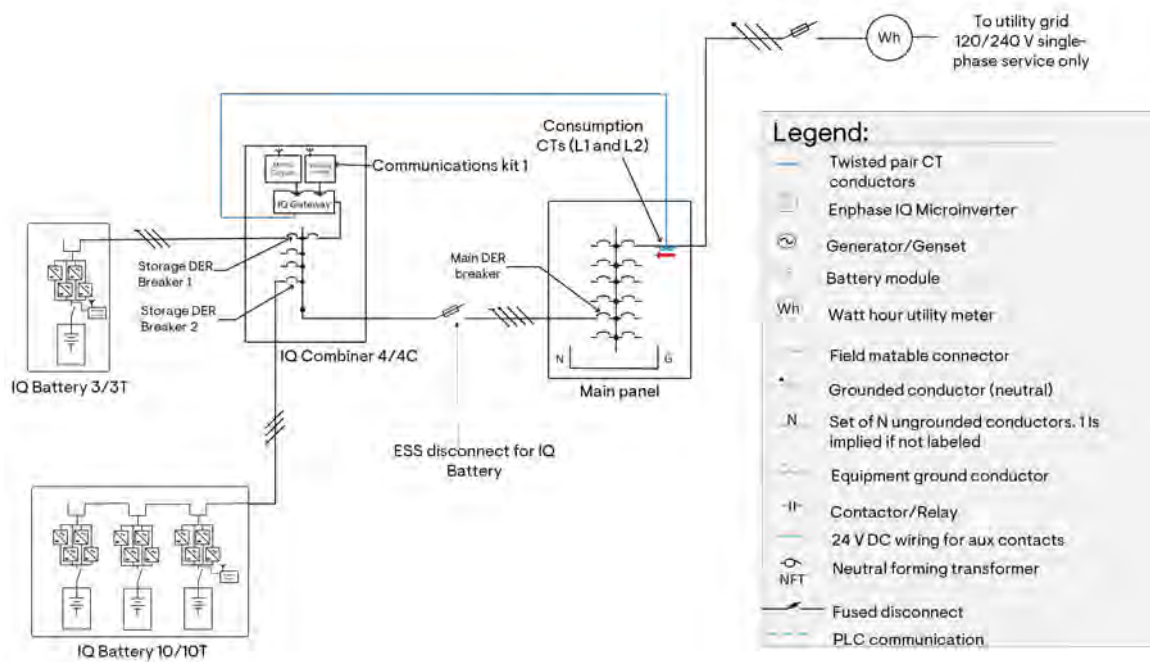 To utility grid
120/240 V single-
phase service only
Wh
Consumption
CTs (L1 and L2)
Communications kit 1
IQ Gateway
Storage DER
Breaker 1
Storage DER
Breaker 2
IQ Combiner 4/4C
Main DER
breaker
N
G
Main panel
IQ Battery 3/3T
ESS disconnect for IQ
Battery
IQ Battery 10/10T
Legend:
Twisted pair CT
conductors
Enphase IQ Microinverter
Generator/Genset
Battery module
Wh Watt hour utility meter
Field matable connector
Grounded conductor (neutral)
N Set of N ungrounded conductors. 1 Is
implied if not labeled
Equipment ground conductor
Contactor/Relay
24 V DC wiring for aux contacts
Neutral forming transformer
NFT
Fused disconnect
PLC communication